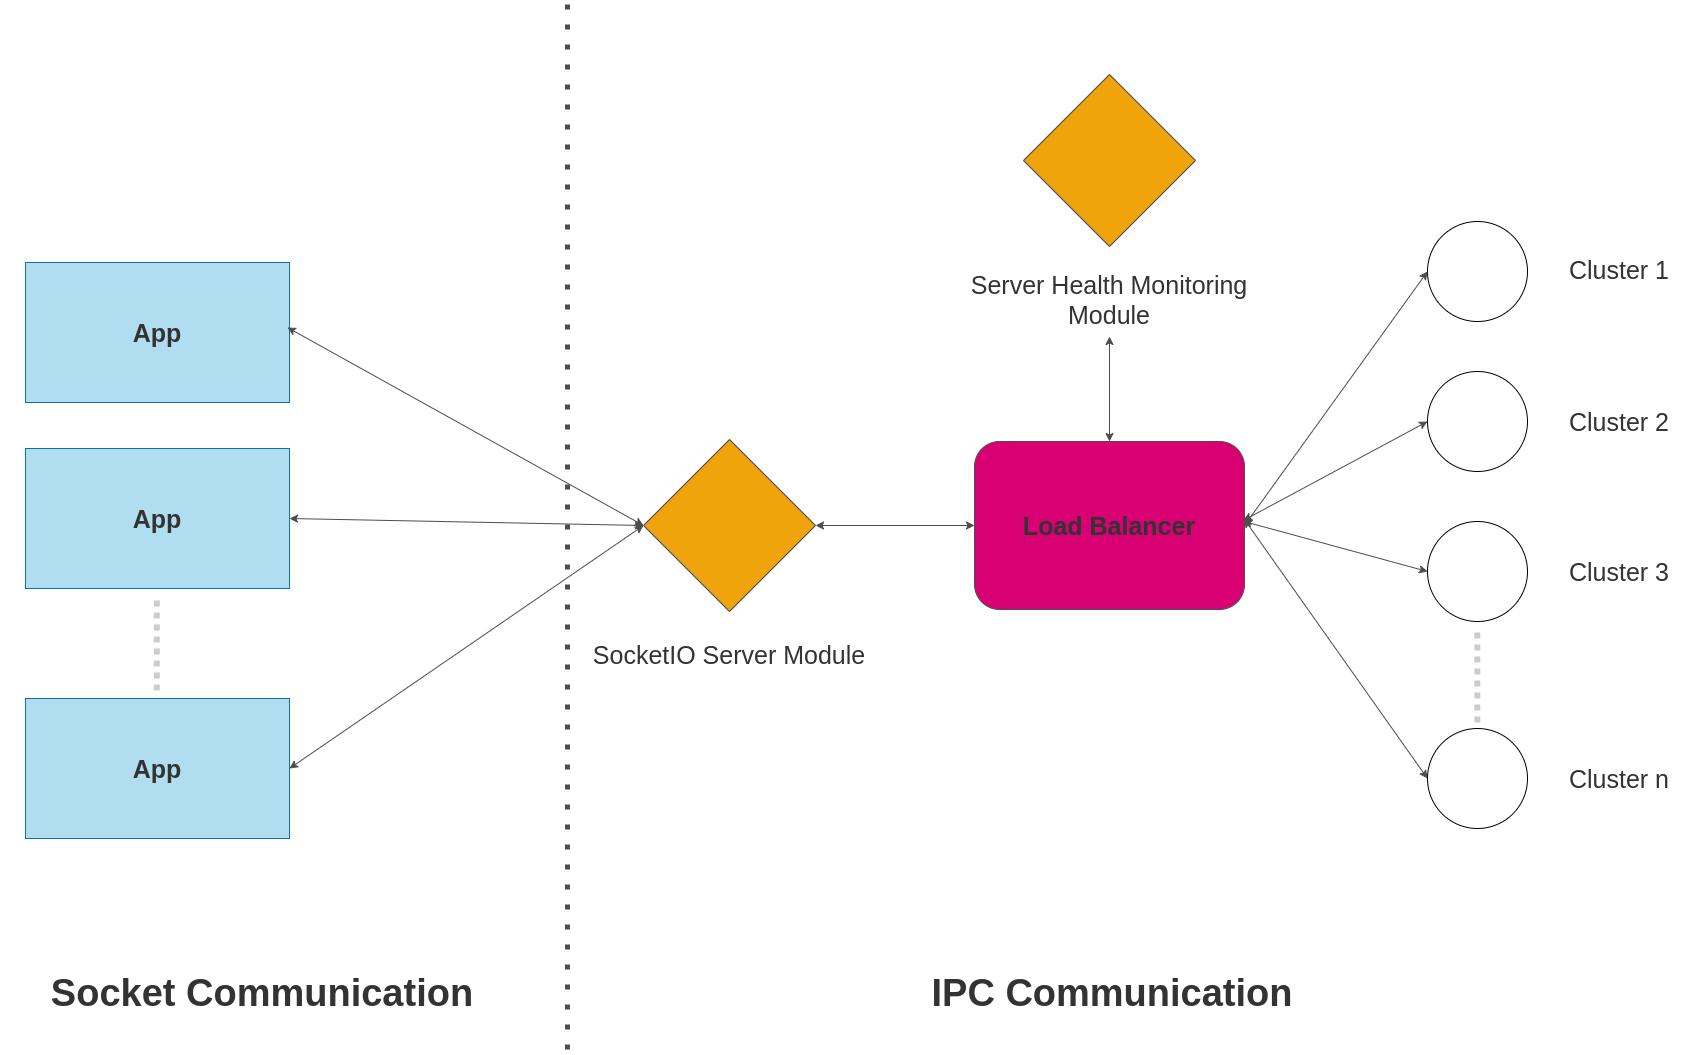 App
App
App
SocketIO Server Module
Server Health Monitoring
Module
Load Balancer
Cluster 1
Cluster 2
Cluster 3
Cluster n
Socket Communication
IPC Communication